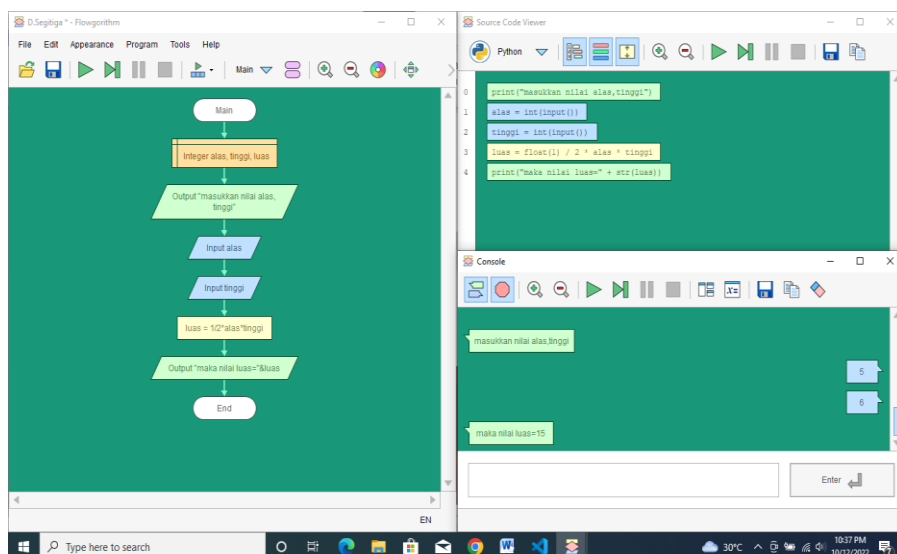 D.Segitiga * - Flowgorithm
File Edit Appearance Program Tools Help
Main
Main
Integer alas, tinggi, luas
Output "masukkan nilai alas,
tinggi"
Input alas
Input tinggi
luas = 1/2*alas*tinggi
Output "maka nilai luas="&luas
End
EN
Source Code Viewer
Python
0 print("masukkan nilai alas,tinggi")
1 alas = int(input())
2 tinggi = int(input())
3 luas = float(1) / 2 * alas * tinggi
4 print("maka nilai luas=" + str(luas))
Console
x=
masukkan nilai alas,tinggi
5
6
maka nilai luas=15
Enter
Type here to search
30°C
10:37 PM
10/12/2022